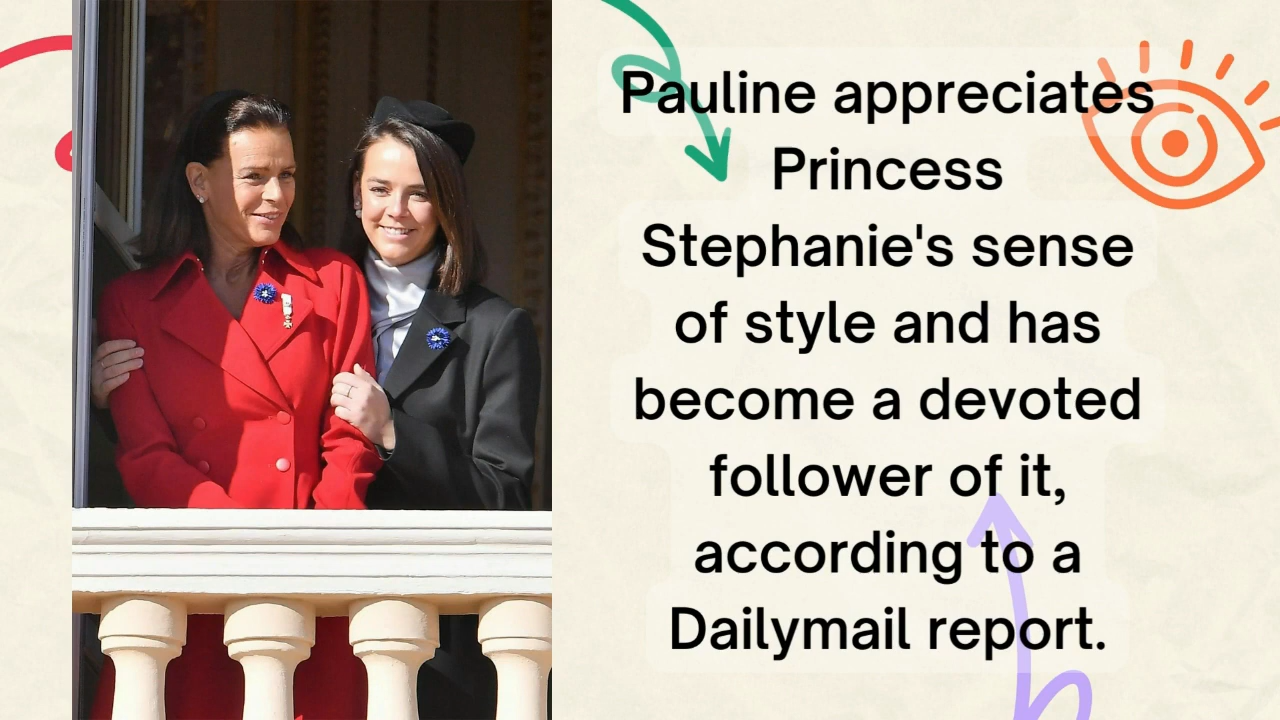 Pauline appreciates
Princess
Stephanie's sense
of style and has
become a devoted
follower of it,
according to a
Dailymail report.